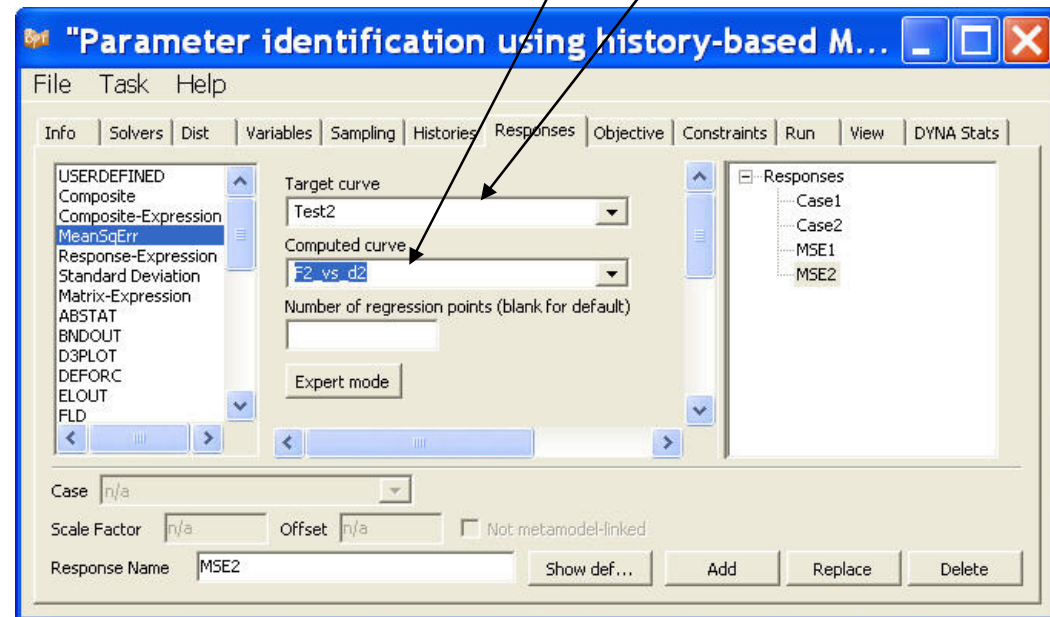 "Parameter identification using history-based M...
File Task Help
Info Solvers Dist Variables Sampling Histories Responses Objective Constraints Run View DYNA Stats
USERDEFINED
Composite
Composite-Expression
MeanSqErr
Response-Expression
Standard Deviation
Matrix-Expression
ABSTAT
BNDOUT
D3PLOT
DEFORC
ELOUT
FLD
Target curve
Test2
Computed curve
F2_vs_d2
Number of regression points (blank for default)
Expert mode
Responses
Case1
Case2
MSE1
MSE2
Case n/a
Scale Factor n/a Offset n/a Not metamodel-linked
Response Name MSE2 Show def... Add Replace Delete